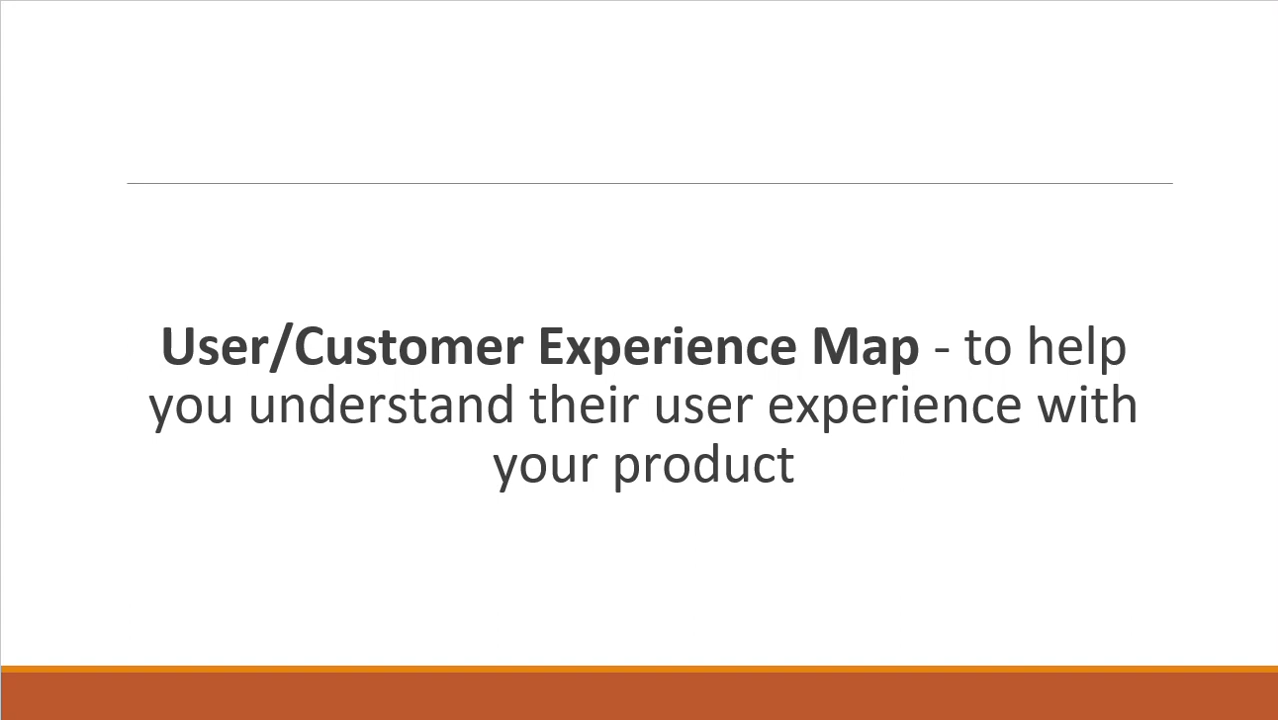 User/Customer Experience Map - to help
you understand their user experience with
your product